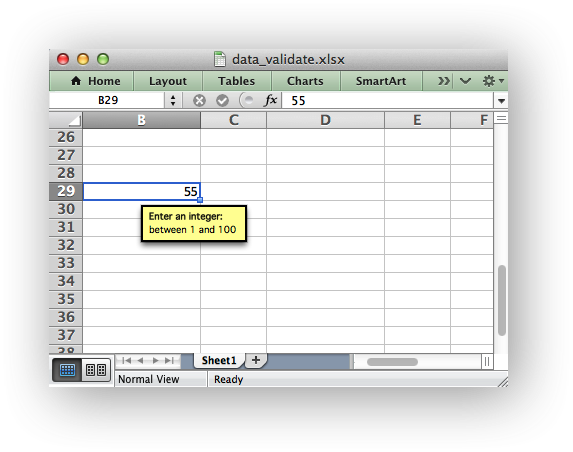 data_validate.xlsx
Home Layout Tables Charts SmartArt
B29 fx 55
B C D E F
26
27
28
29 55
30
Enter an integer:
31
between 1 and 100
32
33
34
35
36
37
38
Sheet1
Normal View Ready